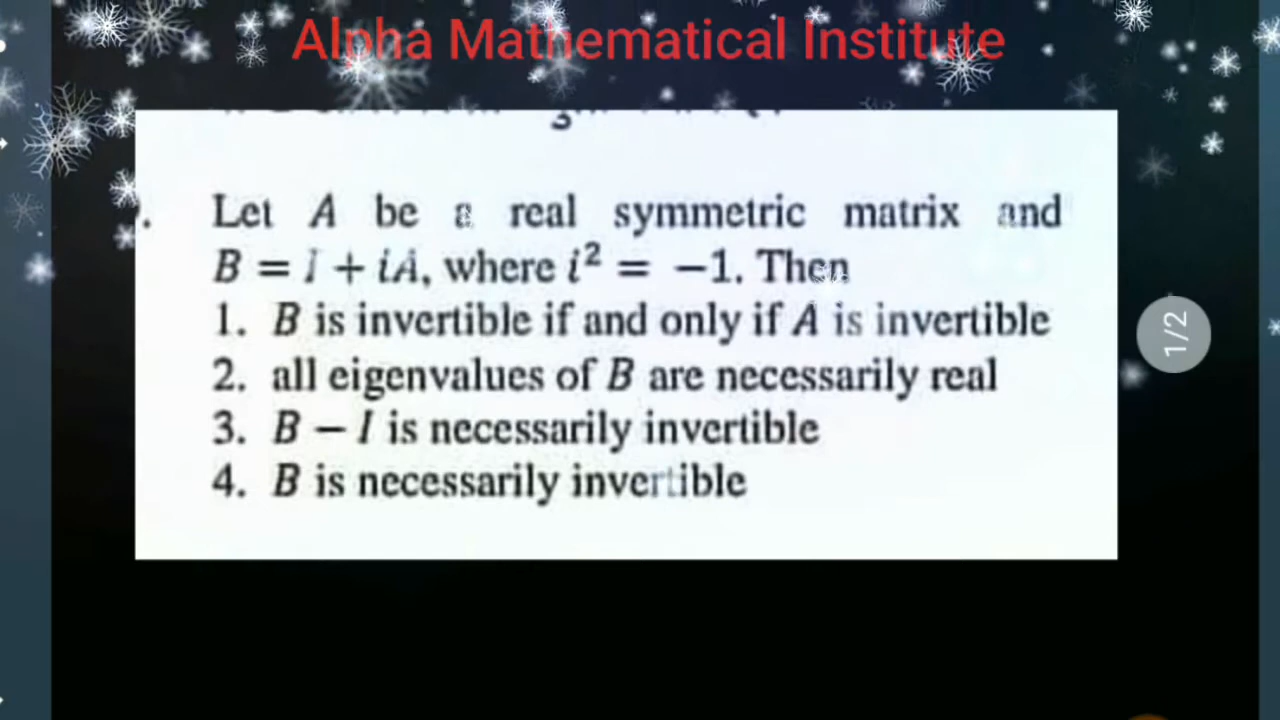 Alpha Mathematical Institute
Let A be a real symmetric matrix and
B = I + iA, where i² = −1. Then
1. B is invertible if and only if A is invertible
2. all eigenvalues of B are necessarily real
3. B − I is necessarily invertible
4. B is necessarily invertible
1/2